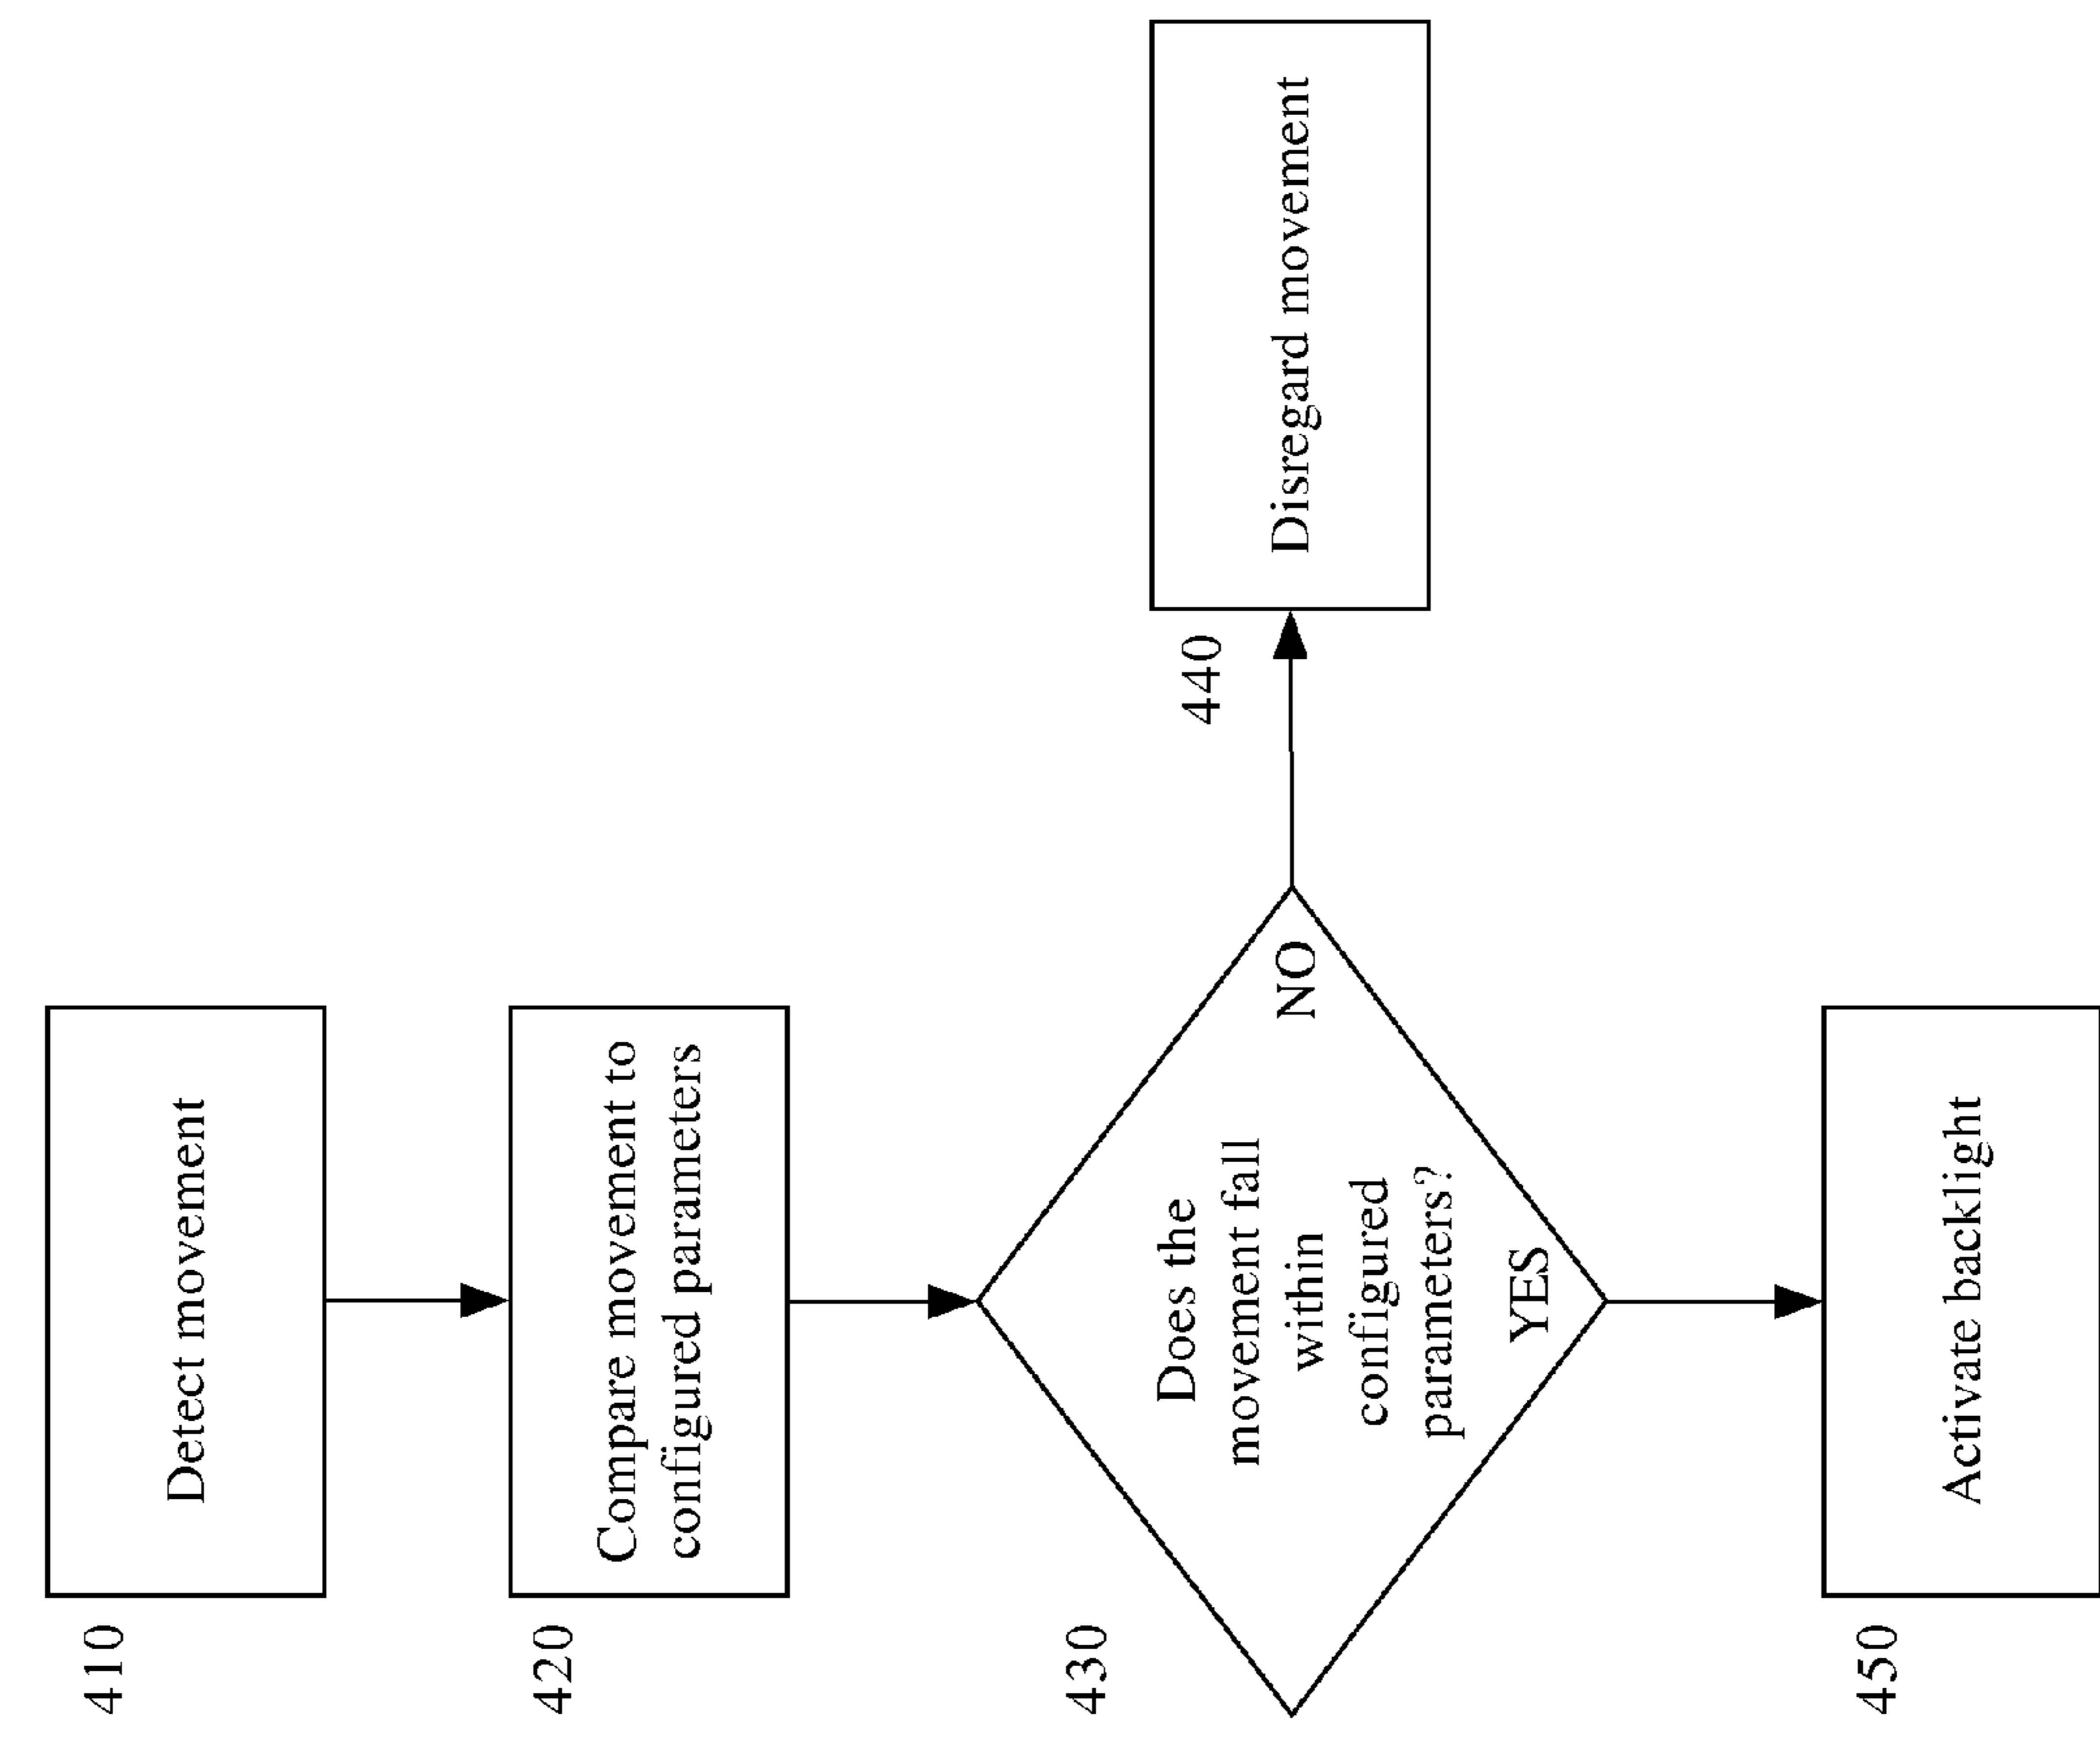 410
Detect movement
420
Compare movement to
configured parameters
430
Does the
movement fall
within
configured
parameters?
NO
YES
440
Disregard movement
450
Activate backlight